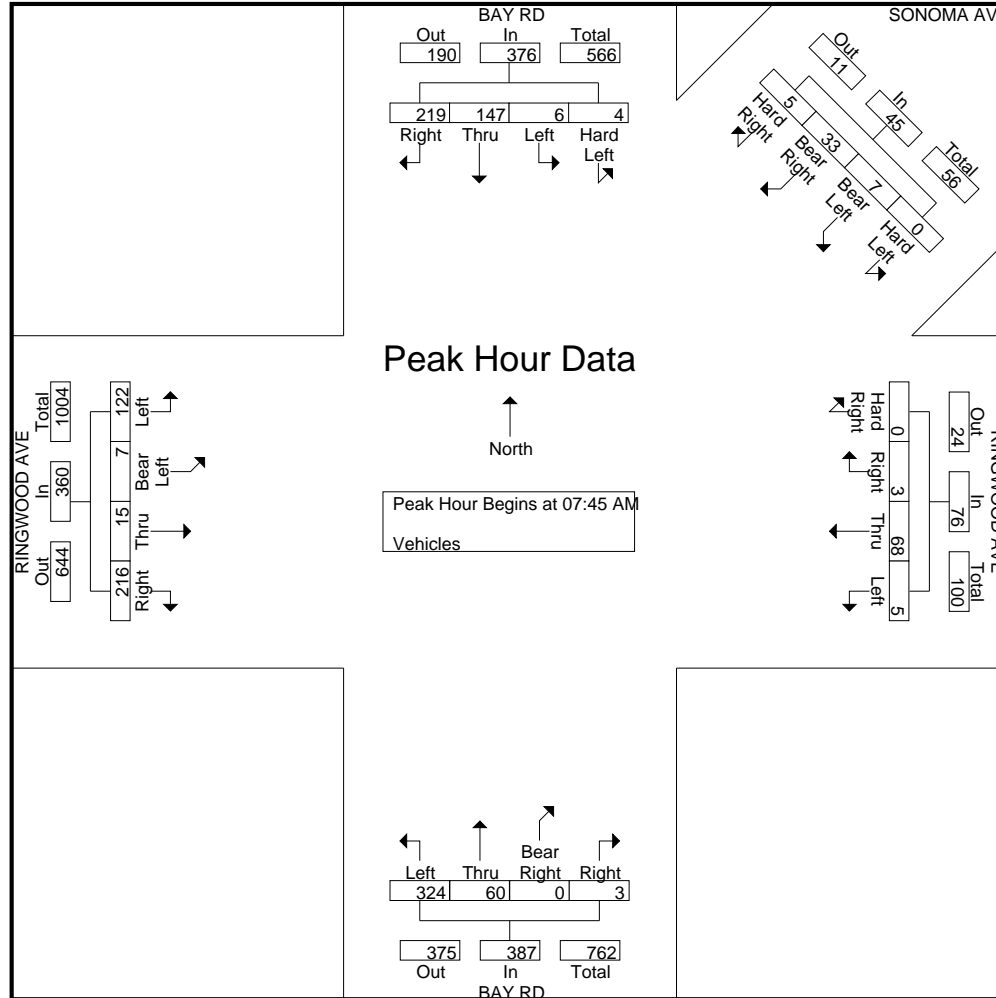 BAY RD
Out In Total
190 376 566
219 147 6 4
Right Thru Left Hard
Left
SONOMA AV
Out In Total
11 45 56
5 33 7 0
Hard
Right
Bear
Right
Bear
Left
Hard
Left
Peak Hour Data
North
Peak Hour Begins at 07:45 AM
Vehicles
RINGWOOD AVE
Out In Total
644 360 1004
216 15 7 122
Right Thru Bear
Left
Left
RINGWOOD AVE
Out In Total
24 76 100
0 3 68 5
Hard
Right
Right Thru Left
Bear
Left Thru Right Right
324 60 0 3
375 387 762
Out In Total
BAY RD